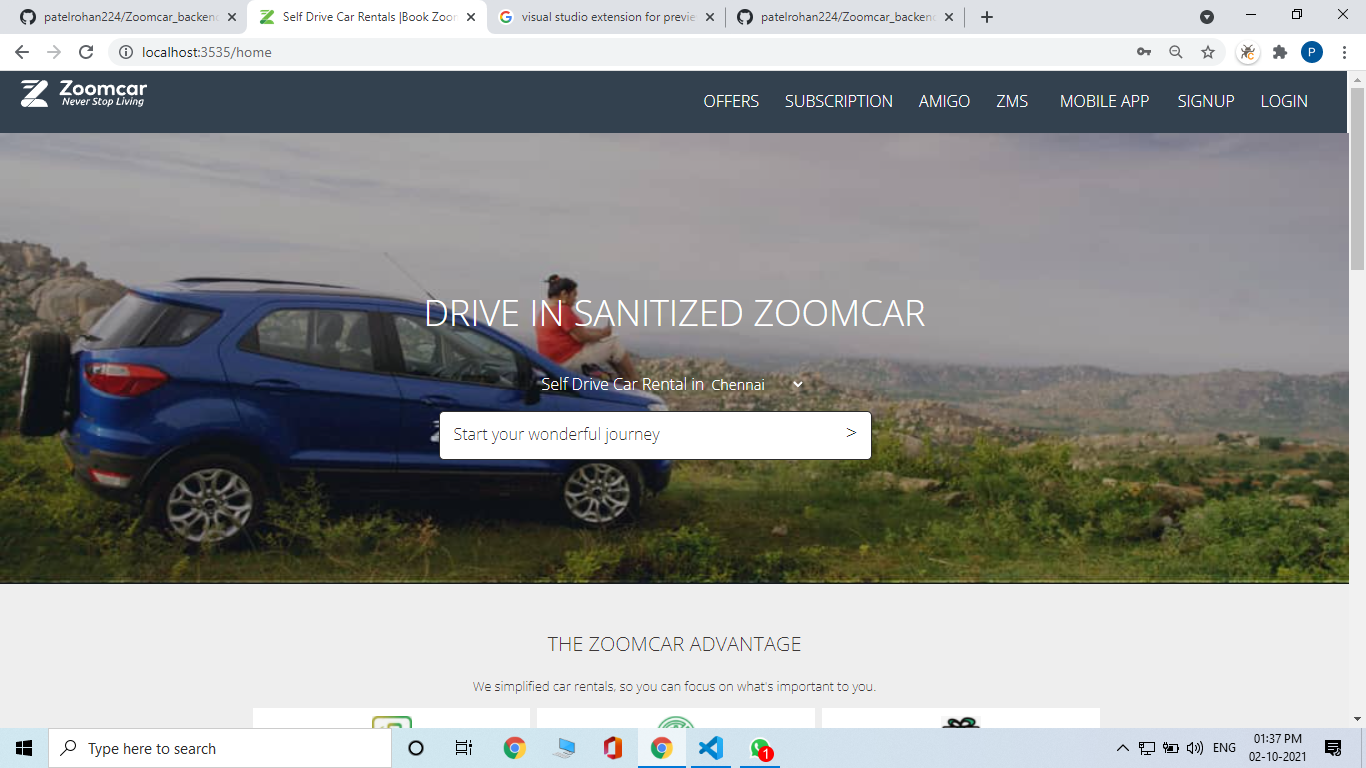 patelrohan224/Zoomcar_backend
Self Drive Car Rentals |Book Zoom
visual studio extension for previe
patelrohan224/Zoomcar_backend
localhost:3535/home
P
Zoomcar
Never Stop Living
OFFERS
SUBSCRIPTION
AMIGO
ZMS
MOBILE APP
SIGNUP
LOGIN
DRIVE IN SANITIZED ZOOMCAR
Self Drive Car Rental in Chennai
Start your wonderful journey >
THE ZOOMCAR ADVANTAGE
We simplified car rentals, so you can focus on what's important to you.
Type here to search
1
ENG
01:37 PM
02-10-2021